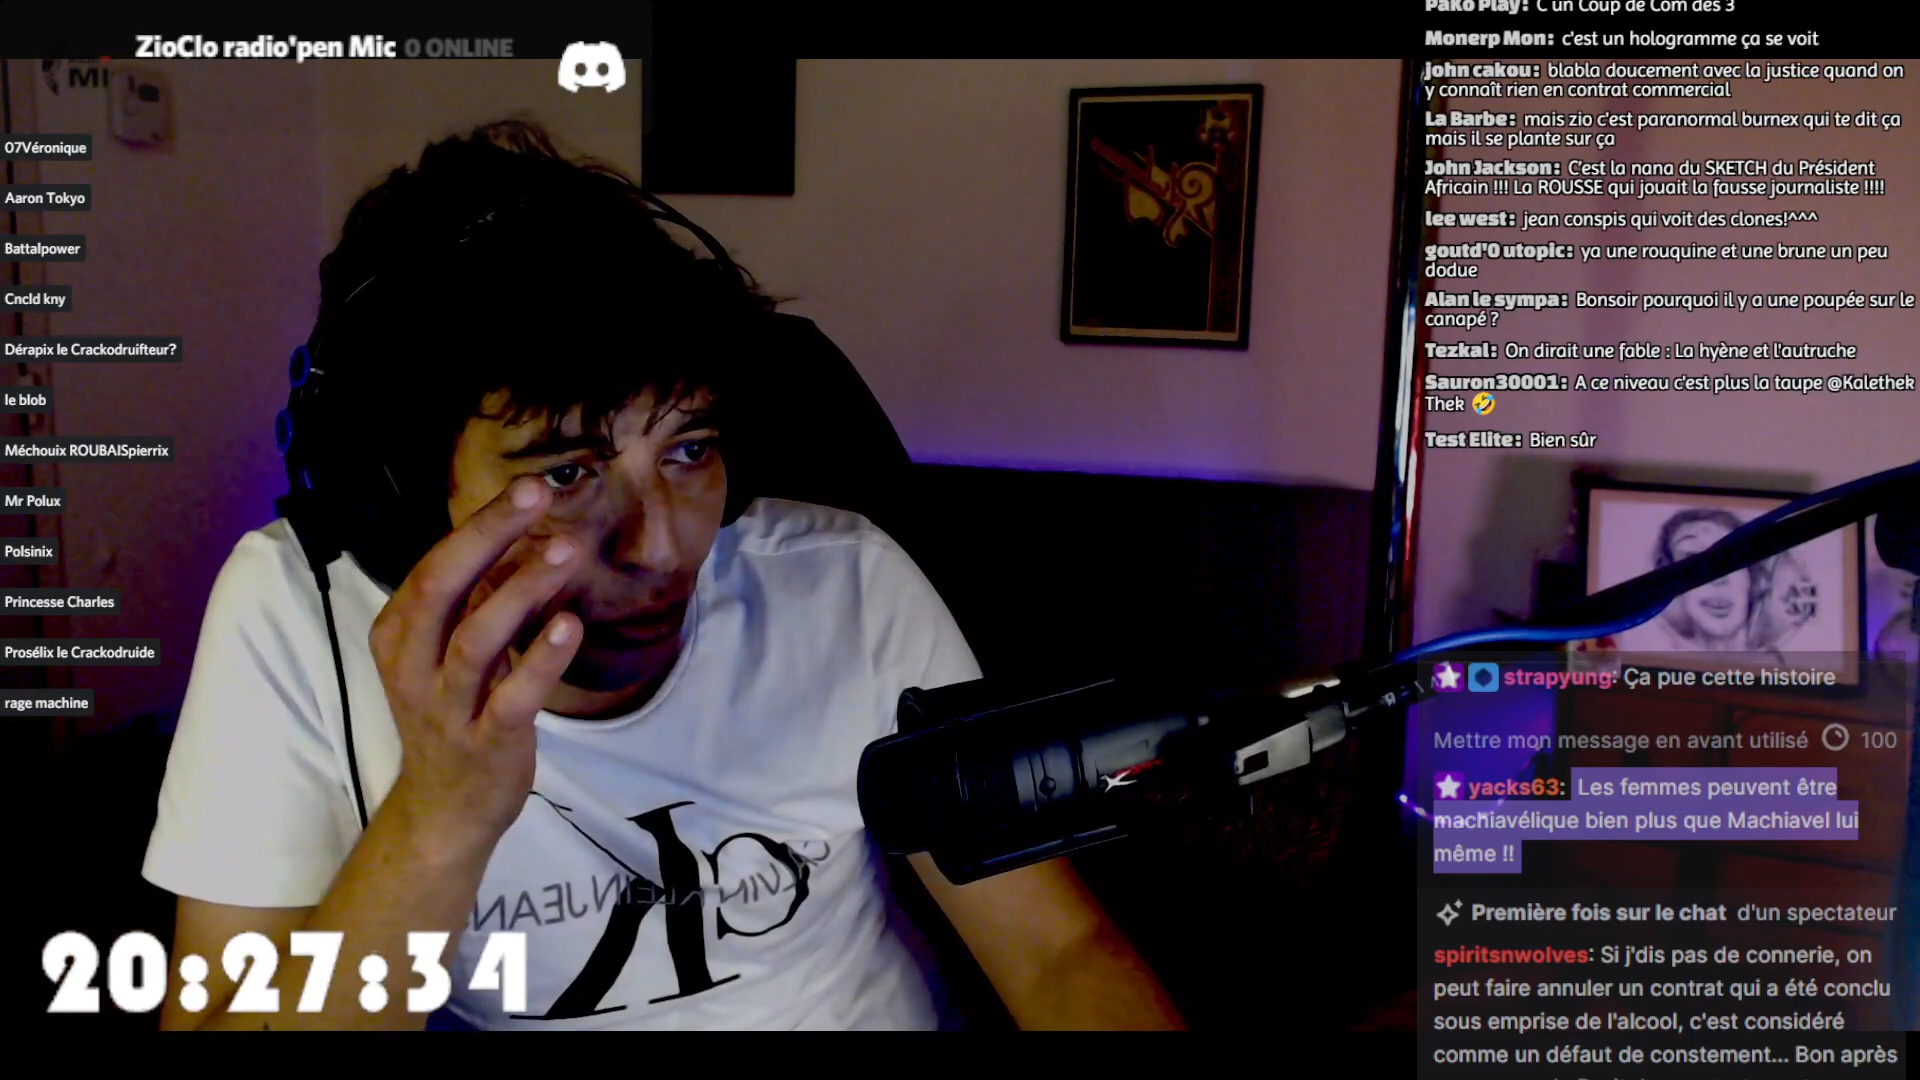 ZioClo radio'pen Mic 0 ONLINE
07Véronique
Aaron Tokyo
Battalpower
Cncld kny
Dérapix le Crackodruifteur?
le blob
Méchouix ROUBAISpierrix
Mr Polux
Polsinix
Princesse Charles
Prosélix le Crackodruide
rage machine
20:27:34
CALVIN KLEIN JEANS
Pako Play: C'un Coup de Com des 3
Monerp Mon: c'est un hologramme ça se voit
john cakou: blabla doucement avec la justice quand on
y connaît rien en contrat commercial
La Barbe: mais zio c'est paranormal burnex qui te dit ça
mais il se plante sur ça
John Jackson: C'est la nana du SKETCH du Président
Africain !!! La ROUSSE qui jouait la fausse journaliste !!!!
lee west: jean conspis qui voit des clones!^^^
goutd'O utopic: ya une rouquine et une brune un peu
dodue
Alan le sympa: Bonsoir pourquoi il y a une poupée sur le
canapé ?
Tezkal: On dirait une fable : La hyène et l'autruche
Sauron30001: A ce niveau c'est plus la taupe @Kalethek
Thek 🤣
Test Elite: Bien sûr
strapyung: Ça pue cette histoire
Mettre mon message en avant utilisé 100
yacks63: Les femmes peuvent être
machiavélique bien plus que Machiavel lui
même !!
Première fois sur le chat d'un spectateur
spiritsnwolves: Si j'dis pas de connerie, on
peut faire annuler un contrat qui a été conclu
sous emprise de l'alcool, c'est considéré
comme un défaut de constement... Bon après